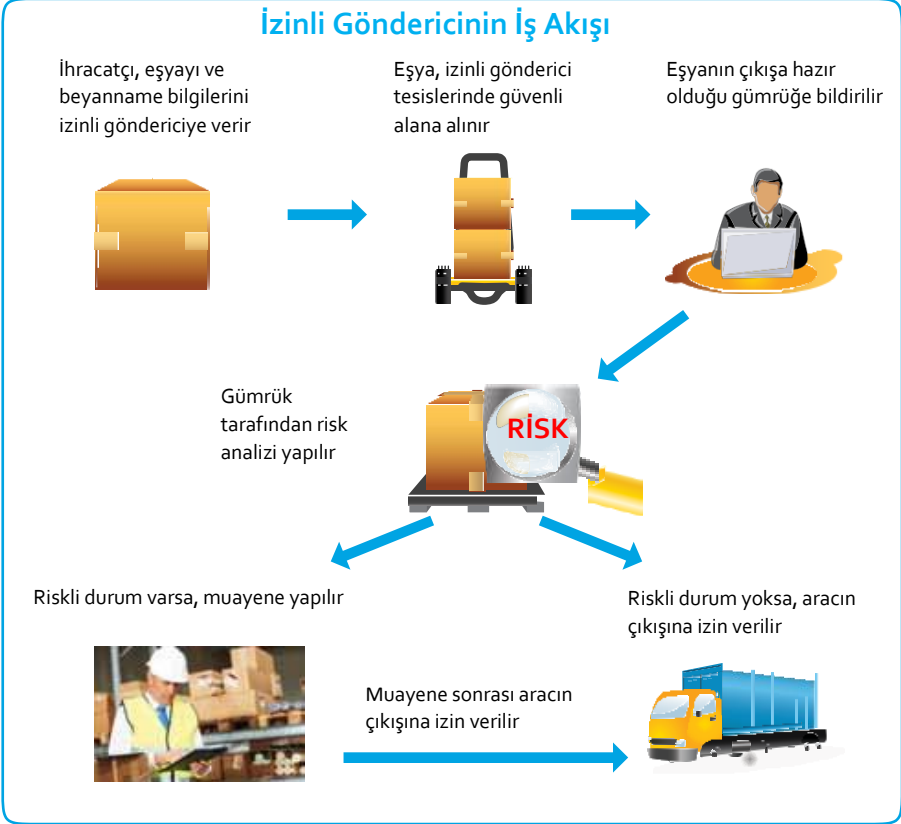 İzinli Göndericinin İş Akışı
İhracatçı, eşyayı ve
beyanname bilgilerini
izinli göndericiye verir
Eşya, izinli gönderici
tesislerinde güvenli
alana alınır
Eşyanın çıkışa hazır
olduğu gümrüğe bildirilir
Gümrük
tarafından risk
analizi yapılır
RİSK
Riskli durum varsa, muayene yapılır
Riskli durum yoksa, aracın
çıkışına izin verilir
Muayene sonrası aracın
çıkışına izin verilir